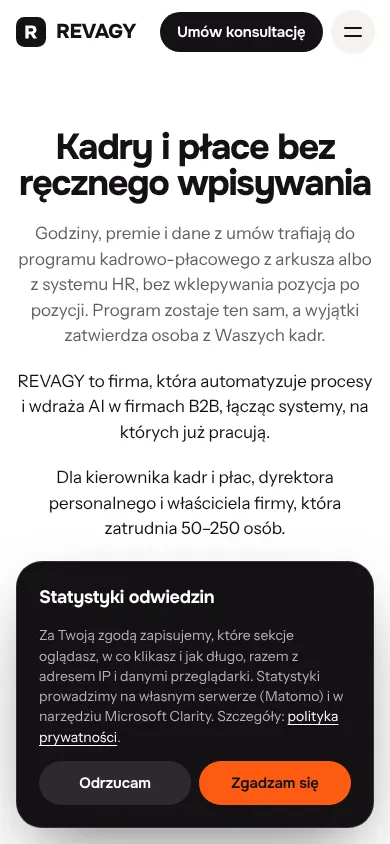 R REVAGY Umów konsultację
Kadry i płace bez
ręcznego wpisywania
Godziny, premie i dane z umów trafiają do
programu kadrowo-płacowego z arkusza albo
z systemu HR, bez wklepywania pozycja po
pozycji. Program zostaje ten sam, a wyjątki
zatwierdza osoba z Waszych kadr.
REVAGY to firma, która automatyzuje procesy
i wdraża AI w firmach B2B, łącząc systemy, na
których już pracują.
Dla kierownika kadr i płac, dyrektora
personalnego i właściciela firmy, która
zatrudnia 50–250 osób.
Statystyki odwiedzin
Za Twoją zgodą zapisujemy, które sekcje
oglądasz, w co klikasz i jak długo, razem z
adresem IP i danymi przeglądarki. Statystyki
prowadzimy na własnym serwerze (Matomo) i w
narzędziu Microsoft Clarity. Szczegóły: polityka
prywatności.
Odrzucam Zgadzam się